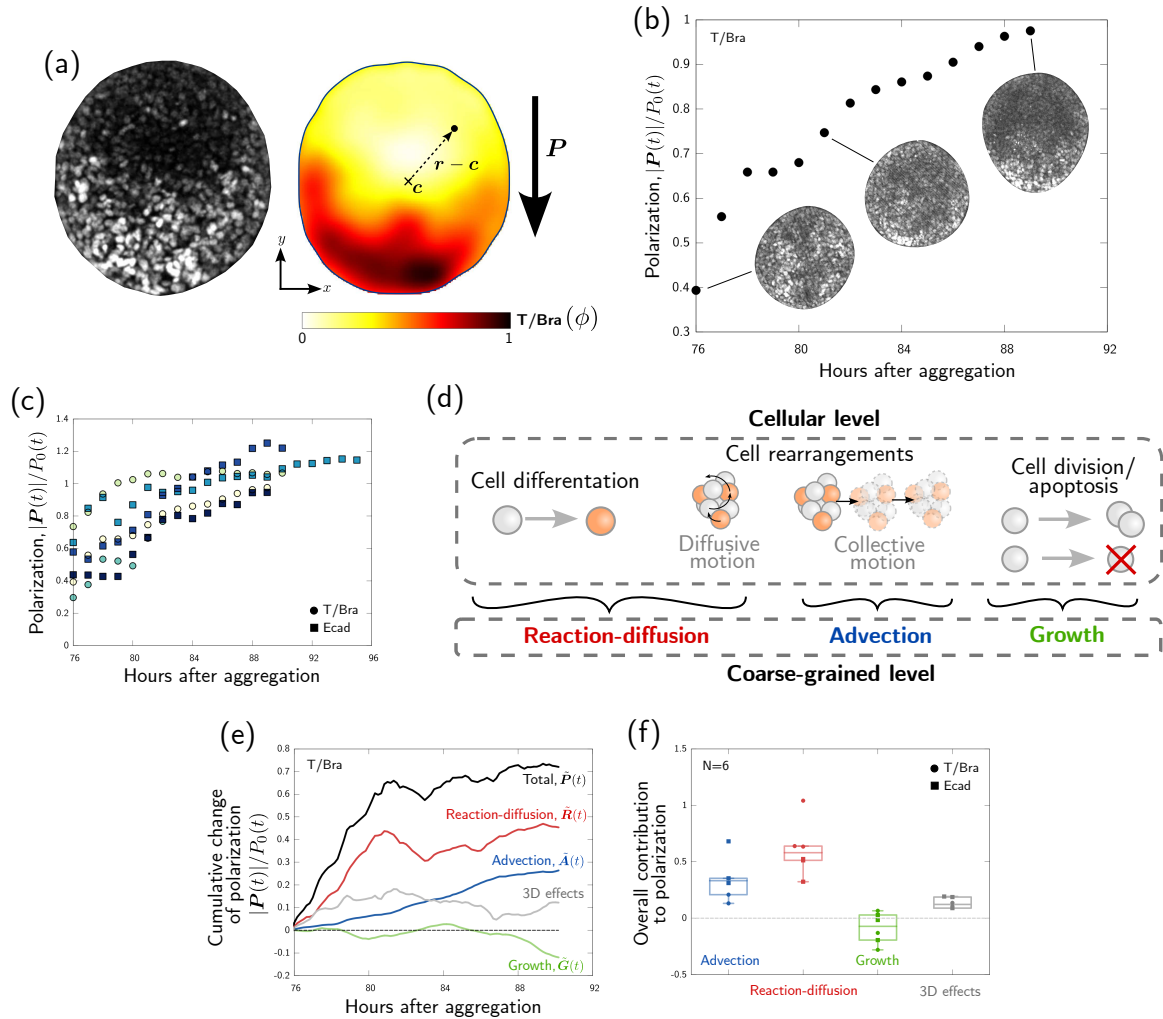 (a)
P
r − c
c
y
x
T/Bra (ϕ)
0
1
(b)
T/Bra
Polarization, |P(t)|/P₀(t)
1
0.9
0.8
0.7
0.6
0.5
0.4
0.3
76
80
84
88
92
Hours after aggregation
(c)
Polarization, |P(t)|/P₀(t)
1.4
1.2
1
0.8
0.6
0.4
0.2
0
T/Bra
Ecad
76
80
84
88
92
96
Hours after aggregation
(d)
Cellular level
Cell differentation
Cell rearrangements
Diffusive
motion
Collective
motion
Cell division/
apoptosis
Reaction-diffusion
Advection
Growth
Coarse-grained level
(e)
Cumulative change
of polarization
|P(t)|/P₀(t)
0.8
0.7
0.6
0.5
0.4
0.3
0.2
0.1
0
-0.1
-0.2
T/Bra
Total, P̃(t)
Reaction-diffusion, R̃(t)
Advection, Ã(t)
3D effects
Growth, G̃(t)
76
80
84
88
92
Hours after aggregation
(f)
Overall contribution
to polarization
1.5
1
0.5
0
-0.5
N=6
T/Bra
Ecad
Advection
Reaction-diffusion
Growth
3D effects